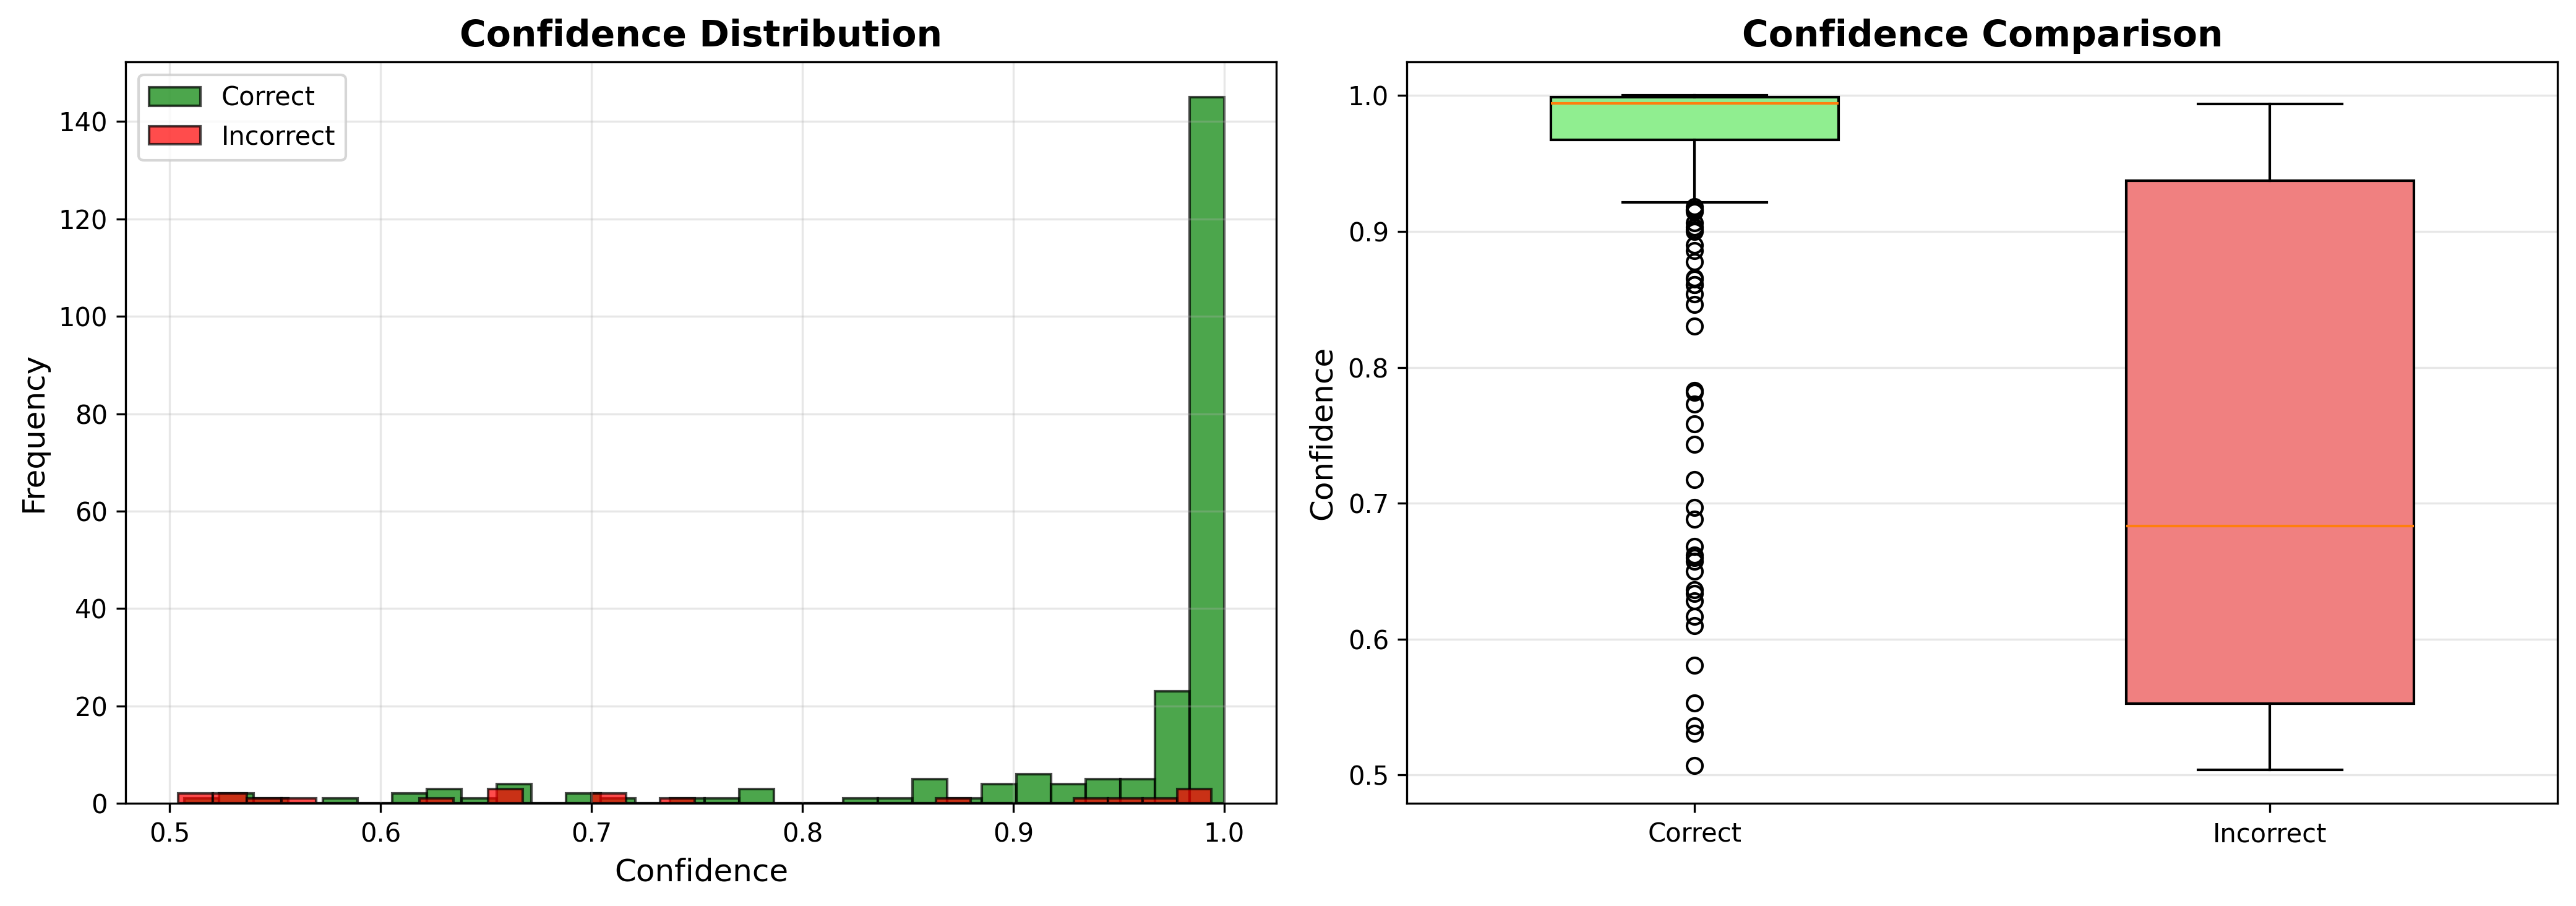 Confidence Distribution
Correct
Incorrect
Frequency
0
20
40
60
80
100
120
140
0.5 0.6 0.7 0.8 0.9 1.0
Confidence
Confidence Comparison
Confidence
1.0
0.9
0.8
0.7
0.6
0.5
Correct Incorrect